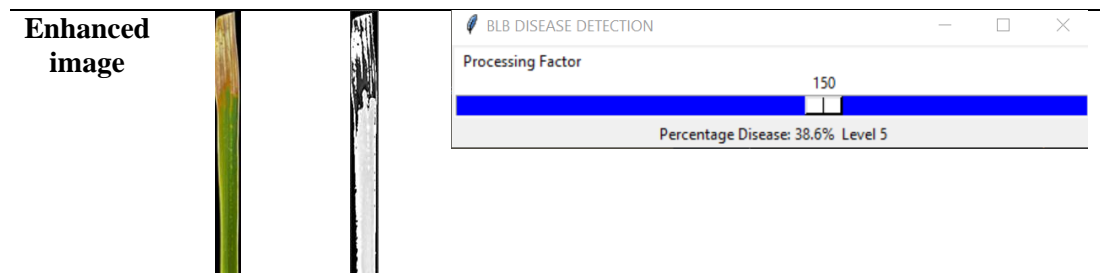 Enhanced
image
BLB DISEASE DETECTION
Processing Factor
150
Percentage Disease: 38.6% Level 5